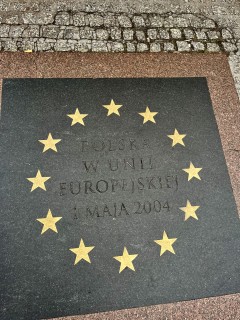 POLSKA
W UNII
EUROPEJSKIEJ
1 MAJA 2004